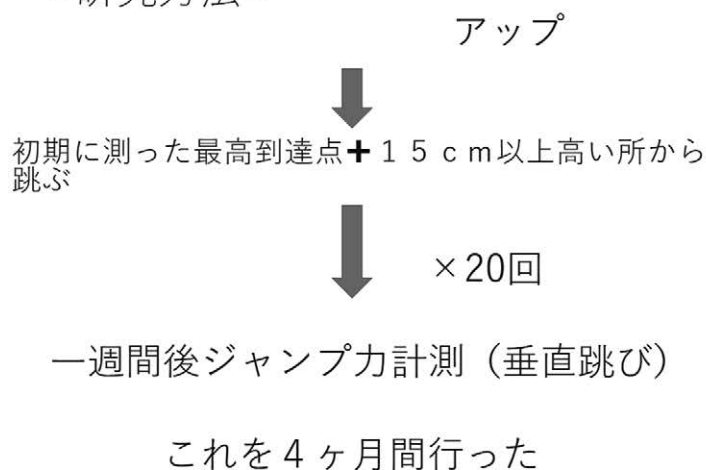 アップ
初期に測った最高到達点+15cm以上高い所から
跳ぶ
×20回
一週間後ジャンプ力計測（垂直跳び）
これを4ヶ月間行った